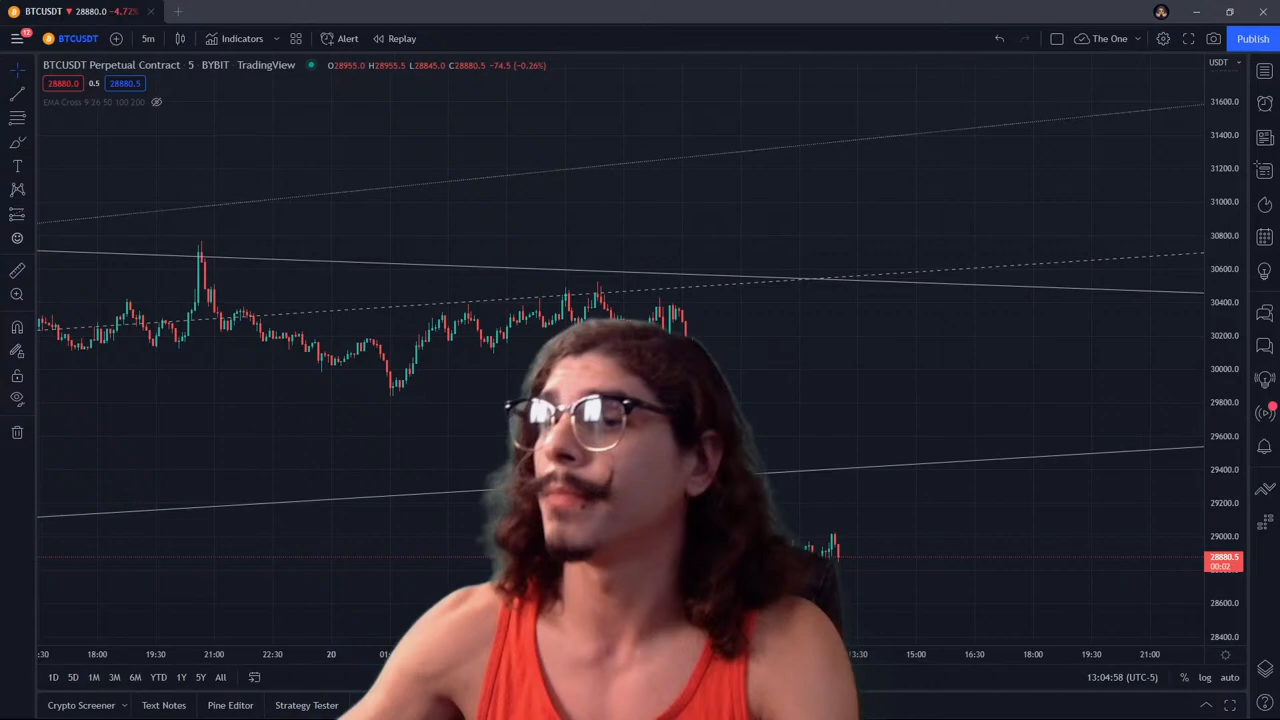 BTCUSDT ▼ 28880.0 −4.72%
12
BTCUSDT
5m
Indicators
Alert
Replay
The One
Publish
BTCUSDT Perpetual Contract · 5 · BYBIT · TradingView
O28955.0 H28955.5 L28845.0 C28880.5 −74.5 (−0.26%)
28880.0 0.5 28880.5
EMA Cross 9 26 50 100 200
USDT
31600.0
31400.0
31200.0
31000.0
30800.0
30600.0
30400.0
30200.0
30000.0
29800.0
29600.0
29400.0
29200.0
29000.0
28880.5
00:02
28600.0
28400.0
:30 18:00 19:30 21:00 22:30 20 13:30 15:00 16:30 18:00 19:30 21:00
1D 5D 1M 3M 6M YTD 1Y 5Y All
13:04:58 (UTC-5) % log auto
Crypto Screener Text Notes Pine Editor Strategy Tester